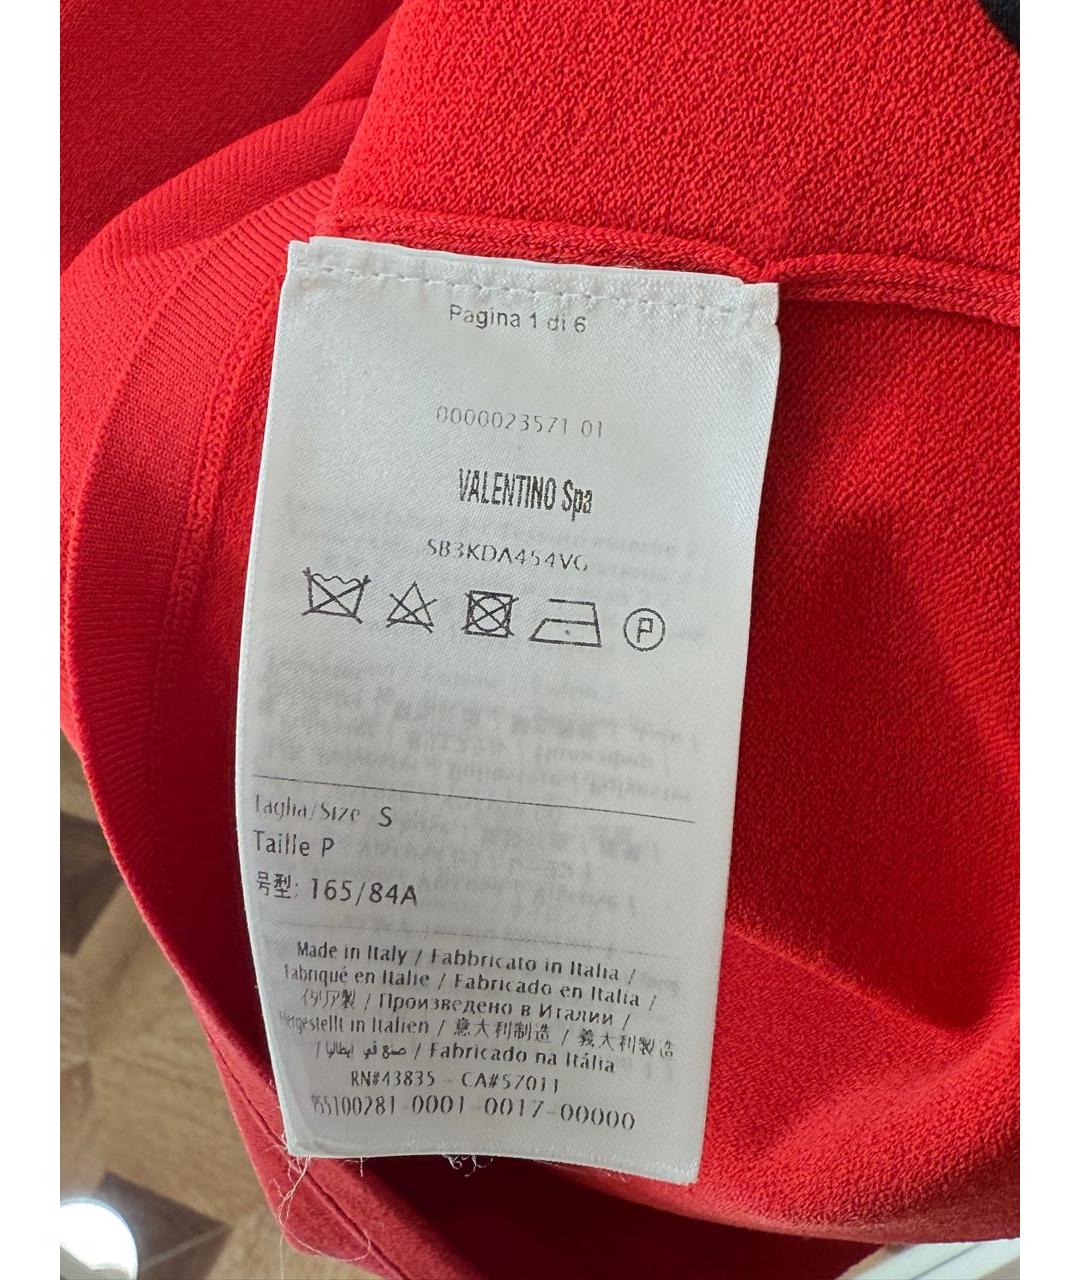 Pagina 1 di 6
0000023571 01
VALENTINO Spa
SB3KDA454VG
P
Taglia/Size S
Taille P
号型: 165/84A
Made in Italy / Fabbricato in Italia /
Fabriqué en Italie / Fabricado en Italia /
イタリア製 / Произведено в Италии /
Hergestellt in Italien / 意大利制造 / 義大利製造
/ صنع في إيطاليا / Fabricado na Itália
RN#43835 - CA#57011
-0001-0017-00000